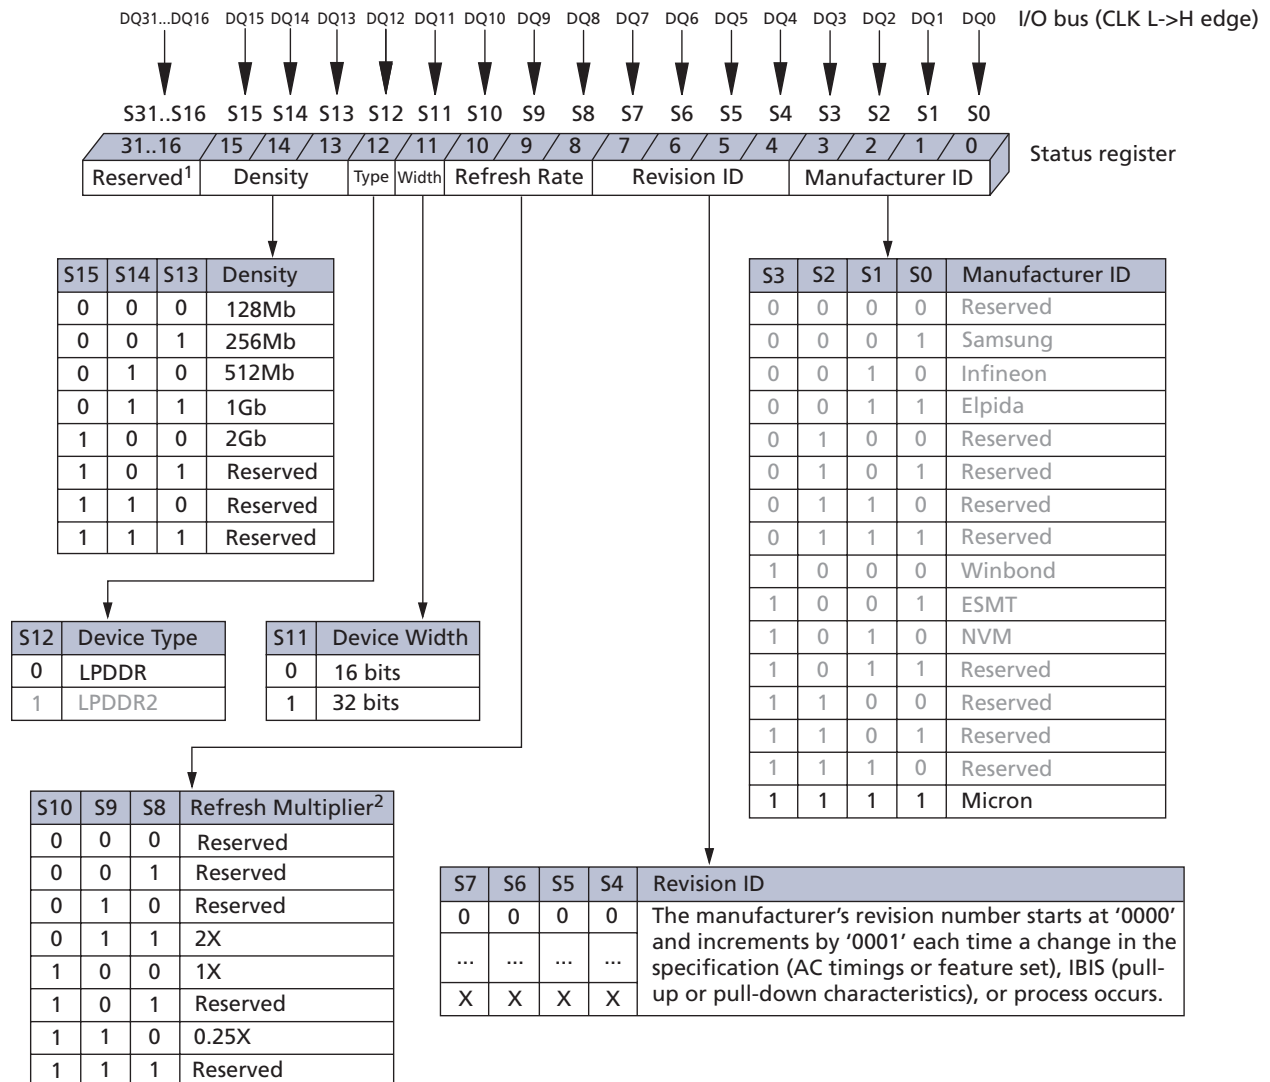 DQ31...DQ16 DQ15 DQ14 DQ13 DQ12 DQ11 DQ10 DQ9 DQ8 DQ7 DQ6 DQ5 DQ4 DQ3 DQ2 DQ1 DQ0 I/O bus (CLK L->H edge)
S31..S16 S15 S14 S13 S12 S11 S10 S9 S8 S7 S6 S5 S4 S3 S2 S1 S0
31..16 15 14 13 12 11 10 9 8 7 6 5 4 3 2 1 0 Status register
Reserved1 Density Type Width Refresh Rate Revision ID Manufacturer ID
S15 S14 S13 Density
0 0 0 128Mb
0 0 1 256Mb
0 1 0 512Mb
0 1 1 1Gb
1 0 0 2Gb
1 0 1 Reserved
1 1 0 Reserved
1 1 1 Reserved
S3 S2 S1 S0 Manufacturer ID
0 0 0 0 Reserved
0 0 0 1 Samsung
0 0 1 0 Infineon
0 0 1 1 Elpida
0 1 0 0 Reserved
0 1 0 1 Reserved
0 1 1 0 Reserved
0 1 1 1 Reserved
1 0 0 0 Winbond
1 0 0 1 ESMT
1 0 1 0 NVM
1 0 1 1 Reserved
1 1 0 0 Reserved
1 1 0 1 Reserved
1 1 1 0 Reserved
1 1 1 1 Micron
S12 Device Type
0 LPDDR
1 LPDDR2
S11 Device Width
0 16 bits
1 32 bits
S10 S9 S8 Refresh Multiplier2
0 0 0 Reserved
0 0 1 Reserved
0 1 0 Reserved
0 1 1 2X
1 0 0 1X
1 0 1 Reserved
1 1 0 0.25X
1 1 1 Reserved
S7 S6 S5 S4 Revision ID
0 0 0 0 The manufacturer's revision number starts at '0000'
and increments by '0001' each time a change in the
... ... ... ... specification (AC timings or feature set), IBIS (pull-
X X X X up or pull-down characteristics), or process occurs.